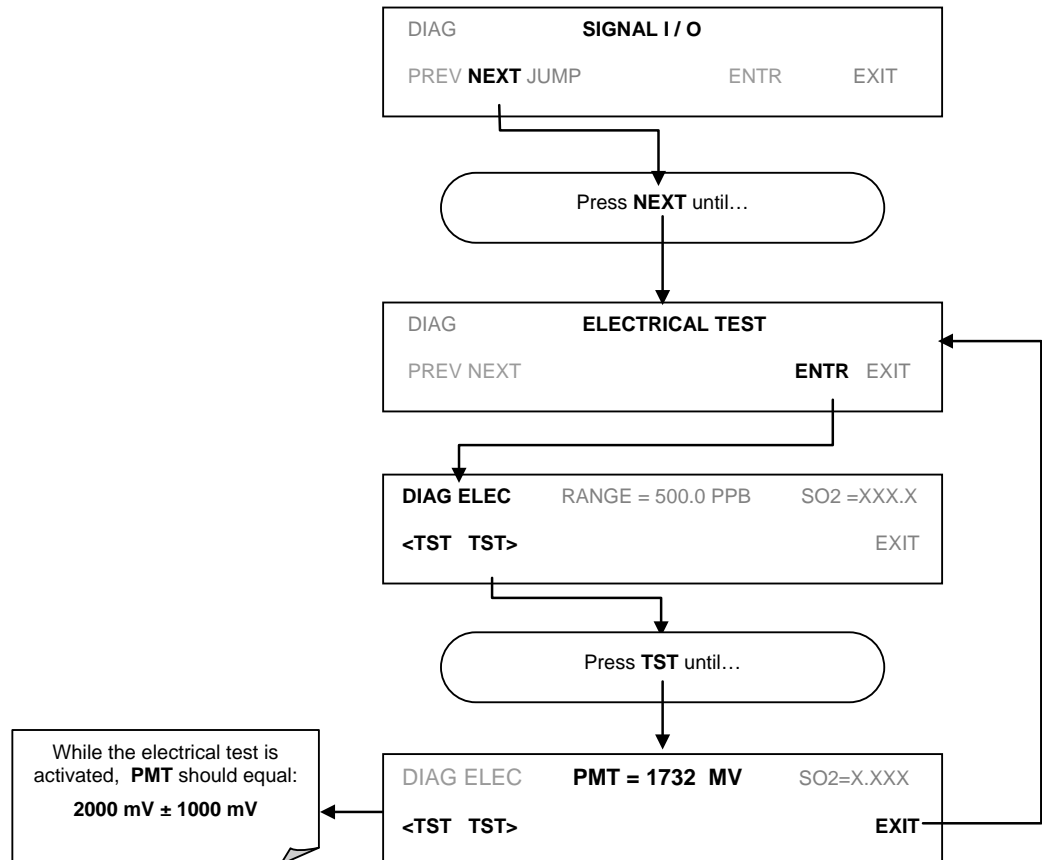 DIAG SIGNAL I / O
PREV NEXT JUMP ENTR EXIT
Press NEXT until…
DIAG ELECTRICAL TEST
PREV NEXT ENTR EXIT
DIAG ELEC RANGE = 500.0 PPB SO2 =XXX.X
<TST TST> EXIT
Press TST until…
While the electrical test is
activated, PMT should equal:
2000 mV ± 1000 mV
DIAG ELEC PMT = 1732 MV SO2=X.XXX
<TST TST> EXIT